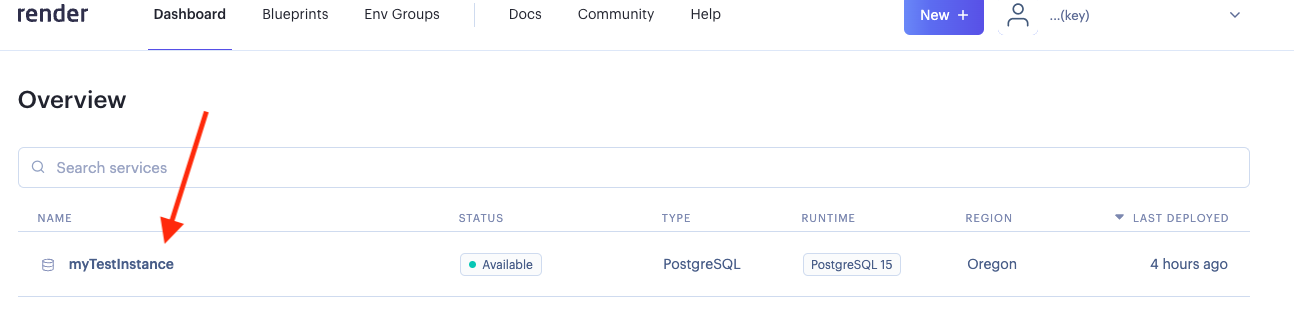 render Dashboard Blueprints Env Groups Docs Community Help New + ...(key)
Overview
Search services
NAME STATUS TYPE RUNTIME REGION LAST DEPLOYED
myTestInstance Available PostgreSQL PostgreSQL 15 Oregon 4 hours ago